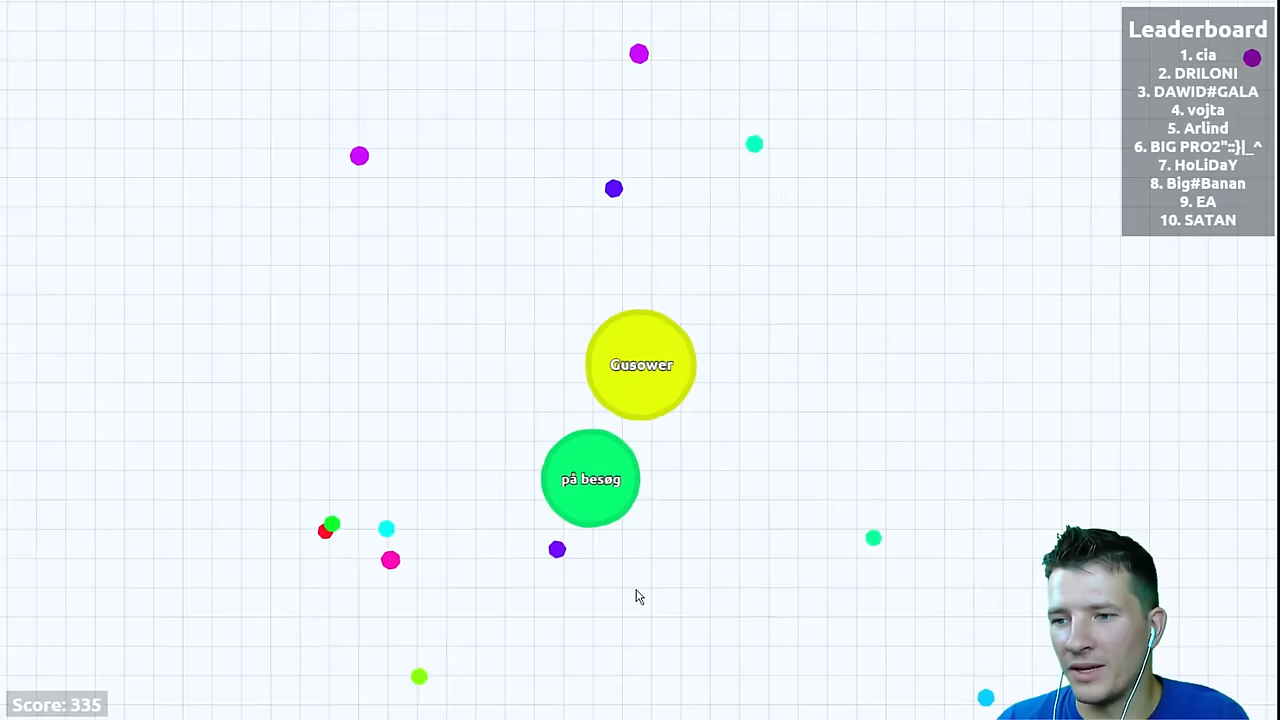 Leaderboard
1. cia
2. DRILONI
3. DAWID#GALA
4. vojta
5. Arlind
6. BIG PRO2"::}|_^
7. HoLiDaY
8. Big#Banan
9. EA
10. SATAN
Gusower
på besøg
Score: 335